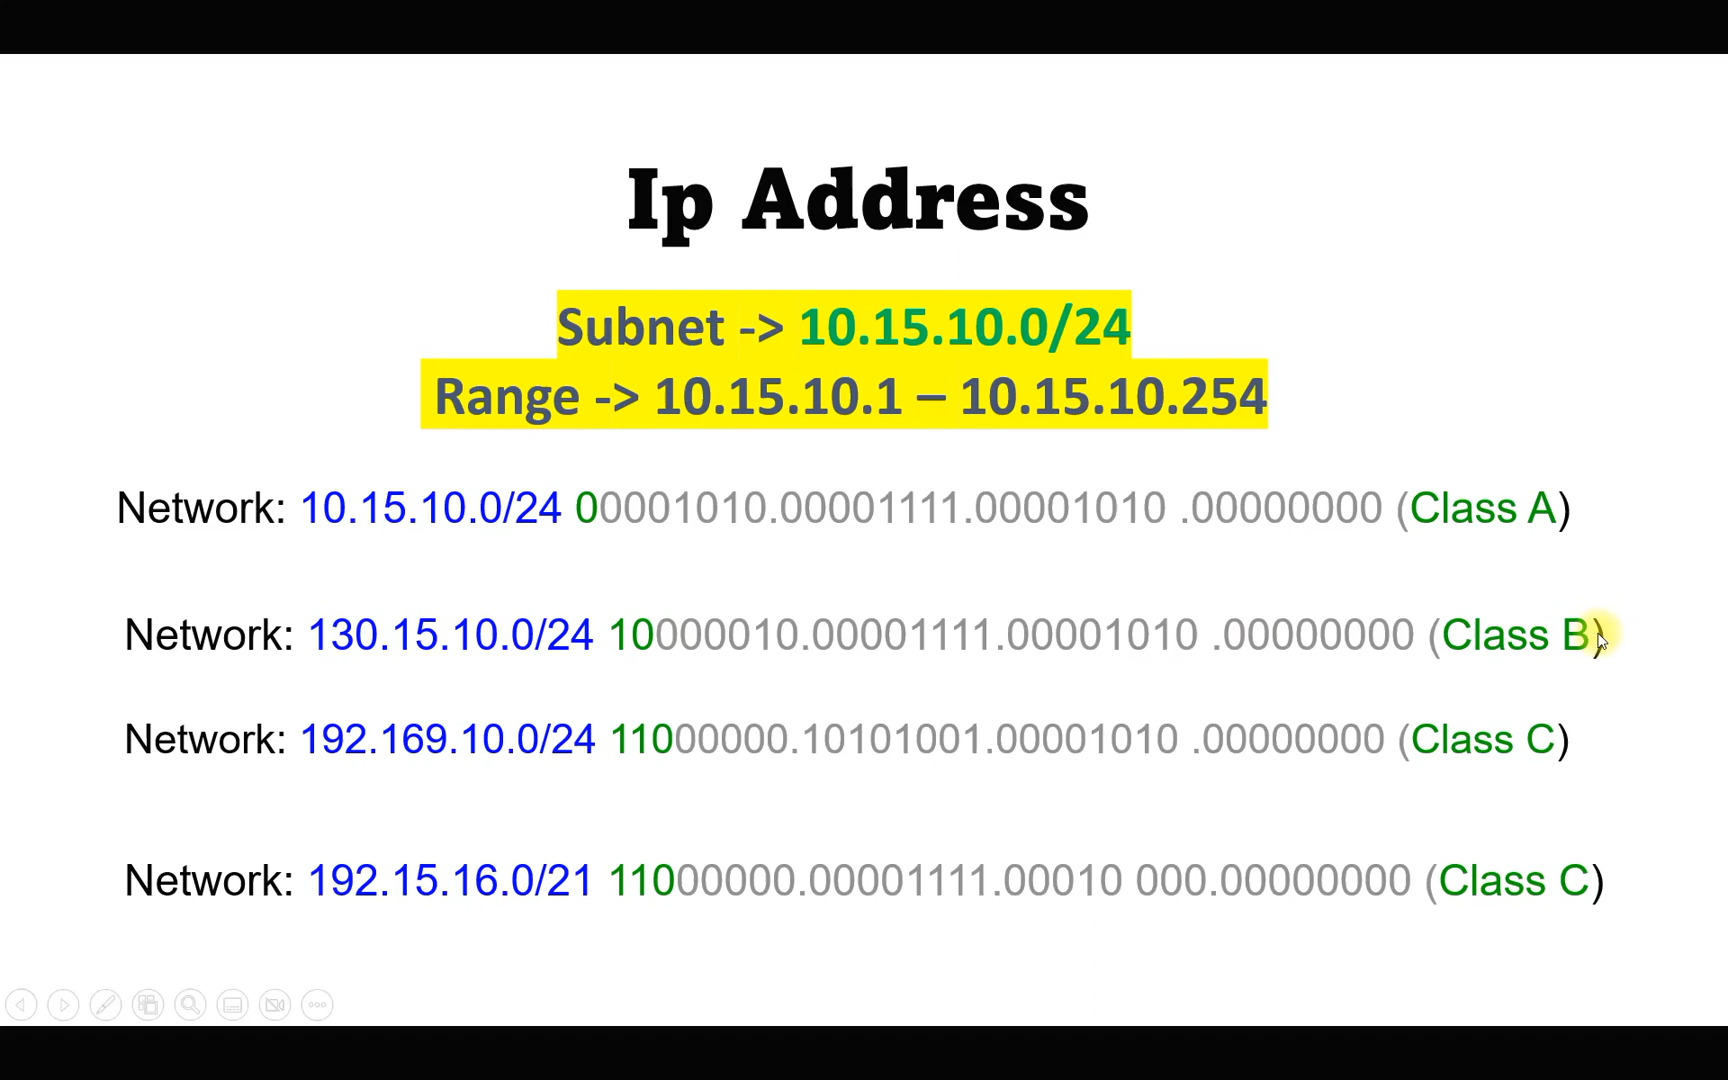 Ip Address
Subnet -> 10.15.10.0/24
Range -> 10.15.10.1 – 10.15.10.254
Network: 10.15.10.0/24 00001010.00001111.00001010 .00000000 (Class A)
Network: 130.15.10.0/24 10000010.00001111.00001010 .00000000 (Class B)
Network: 192.169.10.0/24 11000000.10101001.00001010 .00000000 (Class C)
Network: 192.15.16.0/21 11000000.00001111.00010 000.00000000 (Class C)